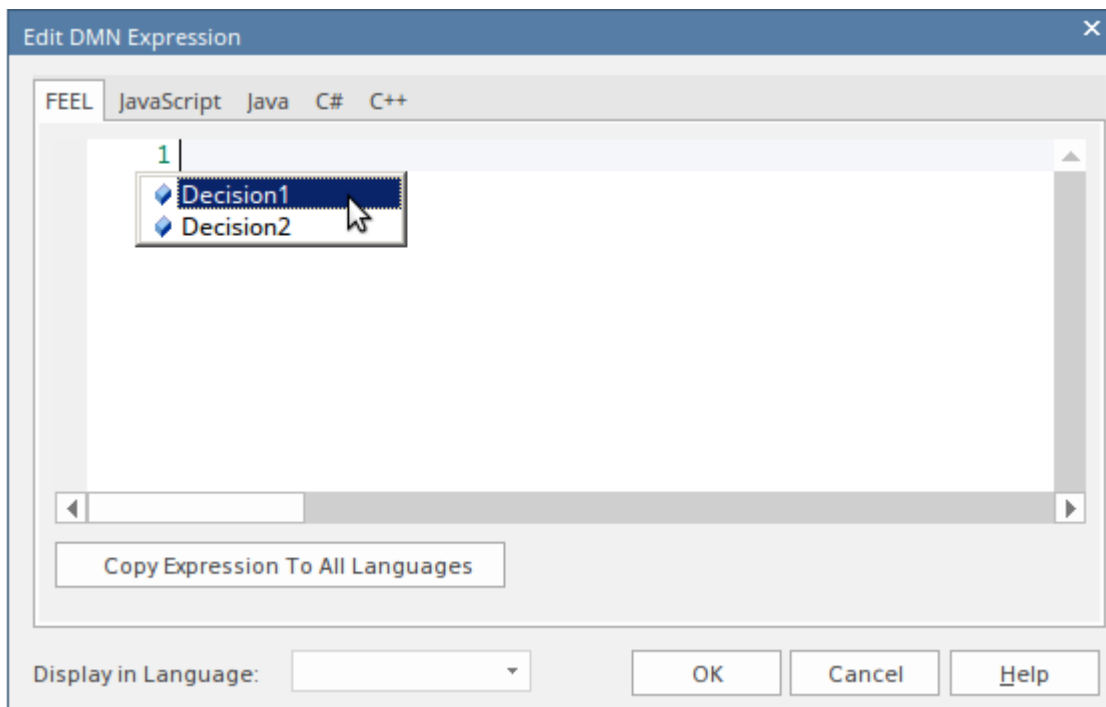 Edit DMN Expression
FEEL JavaScript Java C# C++
1
Decision1
Decision2
Copy Expression To All Languages
Display in Language: OK Cancel Help